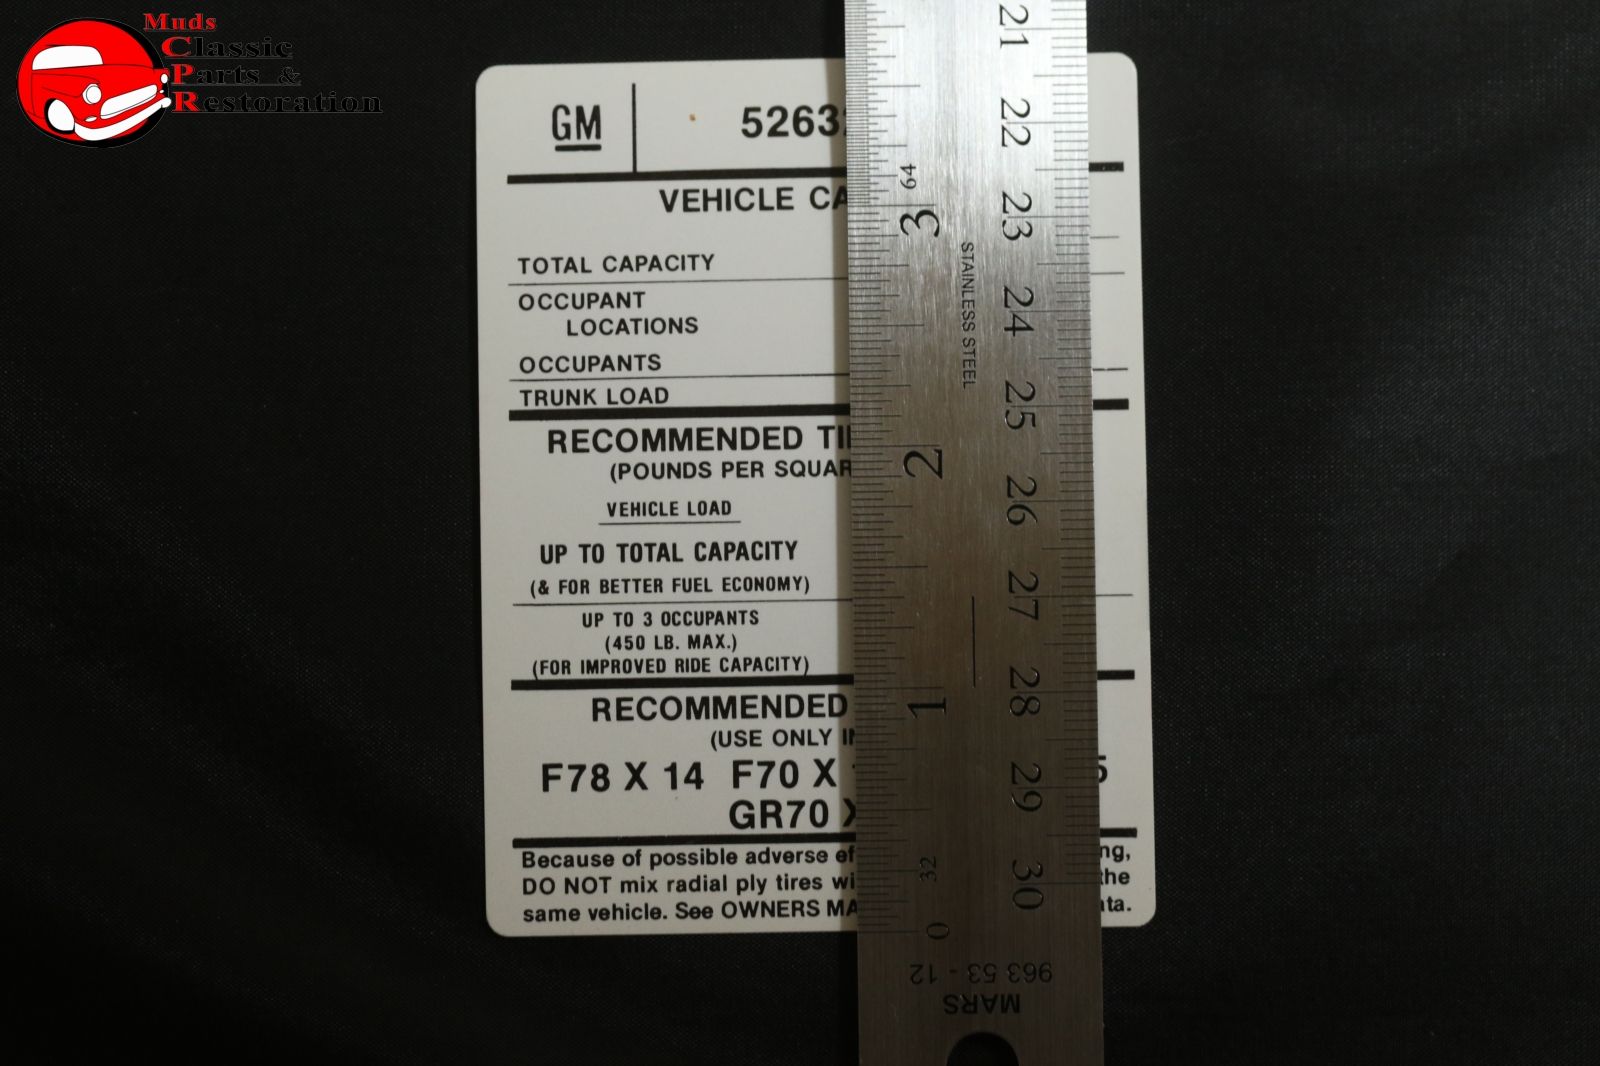 Muds
Classic
Parts &
Restoration
GM 5263
VEHICLE CA
TOTAL CAPACITY
OCCUPANT
LOCATIONS
OCCUPANTS
TRUNK LOAD
RECOMMENDED TI
(POUNDS PER SQUAR
VEHICLE LOAD
UP TO TOTAL CAPACITY
(& FOR BETTER FUEL ECONOMY)
UP TO 3 OCCUPANTS
(450 LB. MAX.)
(FOR IMPROVED RIDE CAPACITY)
RECOMMENDED
(USE ONLY IN
F78 X 14 F70 X 5
GR70 X
Because of possible adverse ef ng,
DO NOT mix radial ply tires wi the
same vehicle. See OWNERS MA ata.
21
22
23
24
25
26
27
28
29
30
64
3
2
1
32
0
STAINLESS STEEL
963 53 - 12
MARS